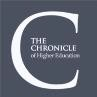 C
THE
CHRONICLE
of Higher Education